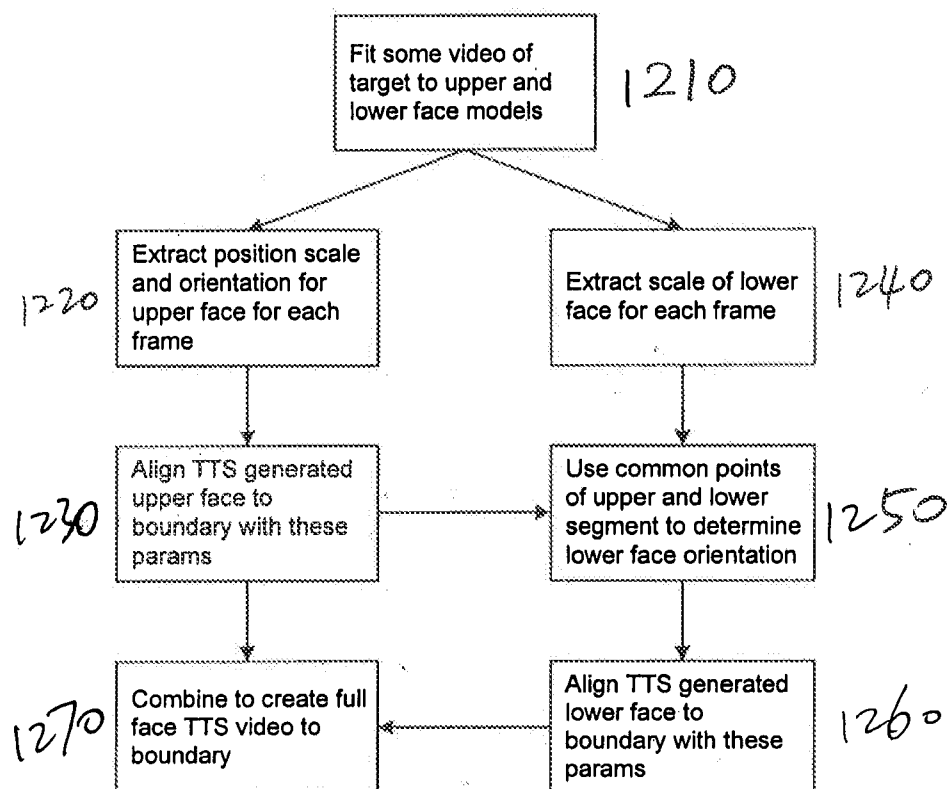 Fit some video of
target to upper and
lower face models
1210
Extract position scale
and orientation for
upper face for each
frame
1220
Extract scale of lower
face for each frame
1240
Align TTS generated
upper face to
boundary with these
params
1230
Use common points
of upper and lower
segment to determine
lower face orientation
1250
Combine to create full
face TTS video to
boundary
1270
Align TTS generated
lower face to
boundary with these
params
1260